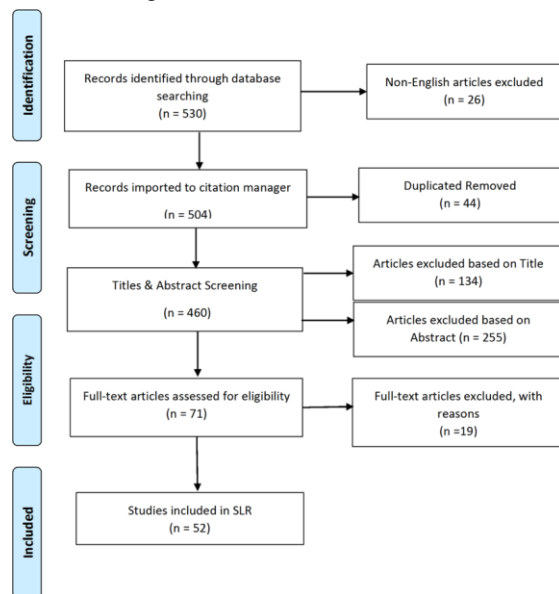 Identification
Records identified through database
searching
(n = 530)
Non-English articles excluded
(n = 26)
Screening
Records imported to citation manager
(n = 504)
Duplicated Removed
(n = 44)
Titles & Abstract Screening
(n = 460)
Articles excluded based on Title
(n = 134)
Articles excluded based on
Abstract (n = 255)
Eligibility
Full-text articles assessed for eligibility
(n = 71)
Full-text articles excluded, with
reasons
(n =19)
Included
Studies included in SLR
(n = 52)